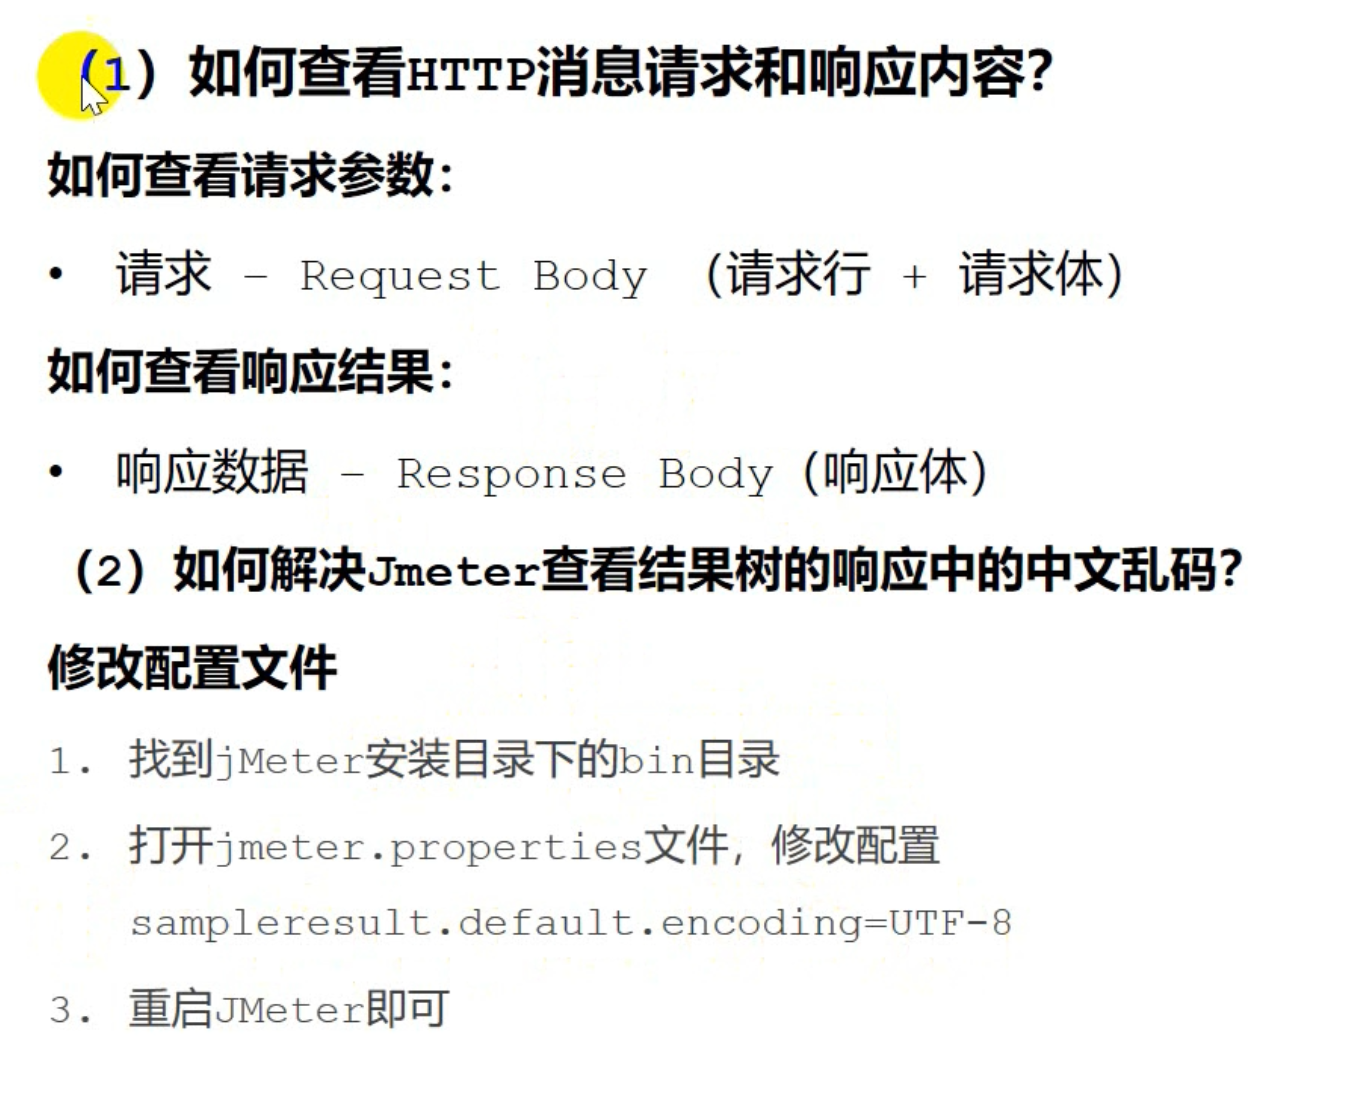 （1）如何查看HTTP消息请求和响应内容？
如何查看请求参数：
• 请求 – Request Body （请求行 + 请求体）
如何查看响应结果：
• 响应数据 – Response Body（响应体）
（2）如何解决Jmeter查看结果树的响应中的中文乱码？
修改配置文件
1. 找到jMeter安装目录下的bin目录
2. 打开jmeter.properties文件，修改配置
sampleresult.default.encoding=UTF-8
3. 重启JMeter即可